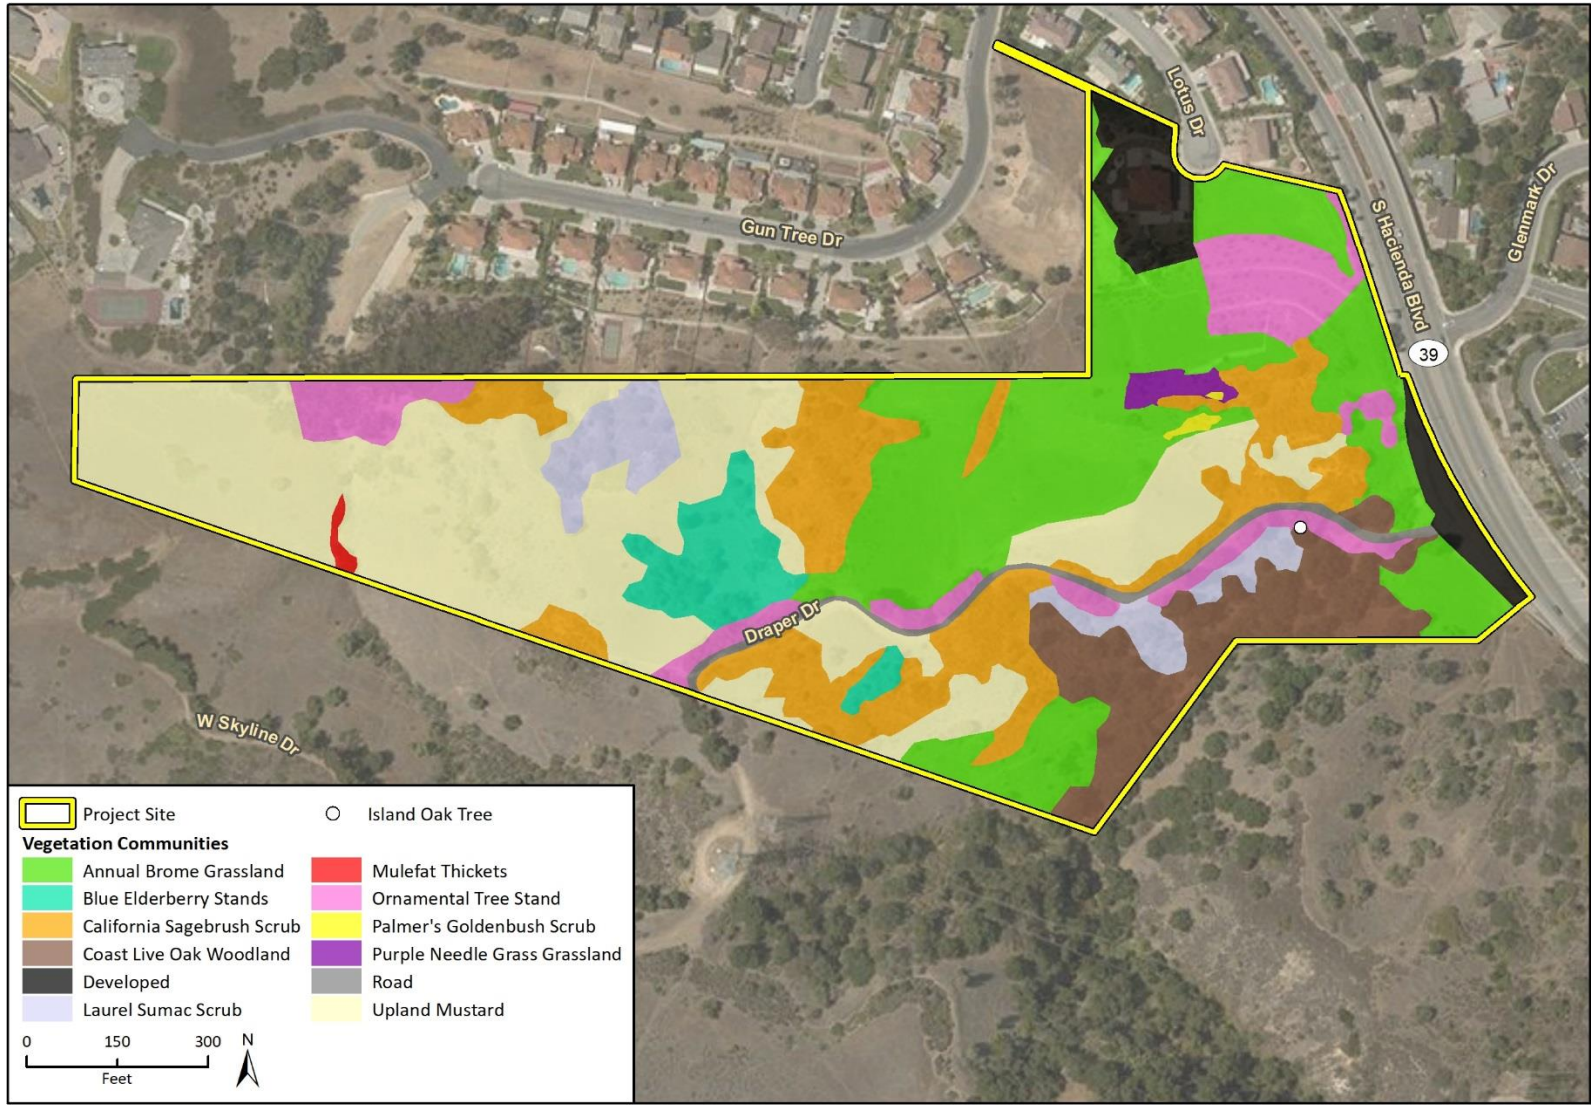 Lotus Dr
Gun Tree Dr
S Hacienda Blvd
Glenmark Dr
39
Draper Dr
W Skyline Dr
Project Site
Island Oak Tree
Vegetation Communities
Annual Brome Grassland
Mulefat Thickets
Blue Elderberry Stands
Ornamental Tree Stand
California Sagebrush Scrub
Palmer's Goldenbush Scrub
Coast Live Oak Woodland
Purple Needle Grass Grassland
Developed
Road
Laurel Sumac Scrub
Upland Mustard
0 150 300 N
Feet